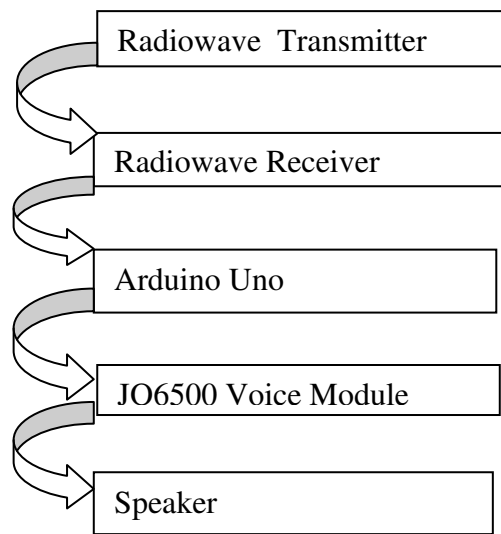 Radiowave  Transmitter
Radiowave Receiver
Arduino Uno
JO6500 Voice Module
Speaker